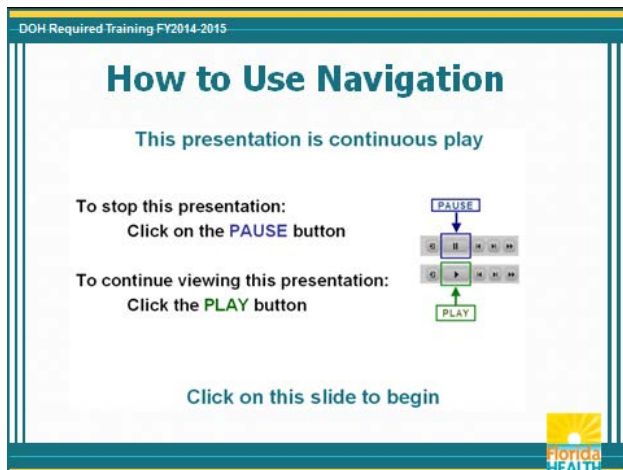 DOH Required Training FY2014-2015
How to Use Navigation
This presentation is continuous play
To stop this presentation:
Click on the PAUSE button
PAUSE
To continue viewing this presentation:
Click the PLAY button
PLAY
Click on this slide to begin
Florida
HEALTH